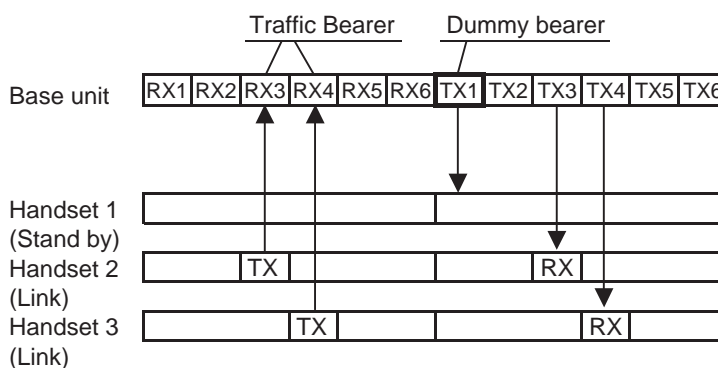 Traffic Bearer Dummy bearer
Base unit RX1 RX2 RX3 RX4 RX5 RX6 TX1 TX2 TX3 TX4 TX5 TX6
Handset 1
(Stand by)
Handset 2 TX RX
(Link)
Handset 3 TX RX
(Link)